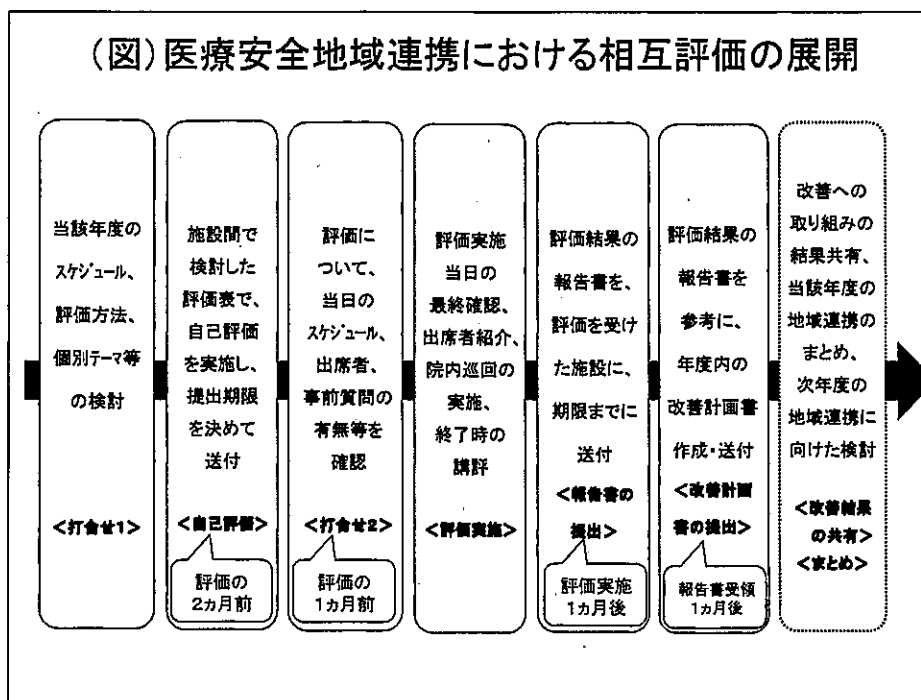 (図)医療安全地域連携における相互評価の展開
当該年度の
スケジュール、
評価方法、
個別テーマ等
の検討
<打合せ1>
施設間で
検討した
評価表で、
自己評価
を実施し、
提出期限
を決めて
送付
<自己評価>
評価の
2ヵ月前
評価に
ついて、
当日の
スケジュール、
出席者、
事前質問の
有無等を
確認
<打合せ2>
評価の
1ヵ月前
評価実施
当日の
最終確認、
出席者紹介、
院内巡回の
実施、
終了時の
講評
<評価実施>
評価結果の
報告書を、
評価を受け
た施設に、
期限までに
送付
<報告書の
提出>
評価実施
1ヵ月後
評価結果の
報告書を
参考に、
年度内の
改善計画書
作成・送付
<改善計画
書の提出>
報告書受領
1ヵ月後
改善への
取り組みの
結果共有、
当該年度の
地域連携の
まとめ、
次年度の
地域連携に
向けた検討
<改善結果
の共有>
<まとめ>